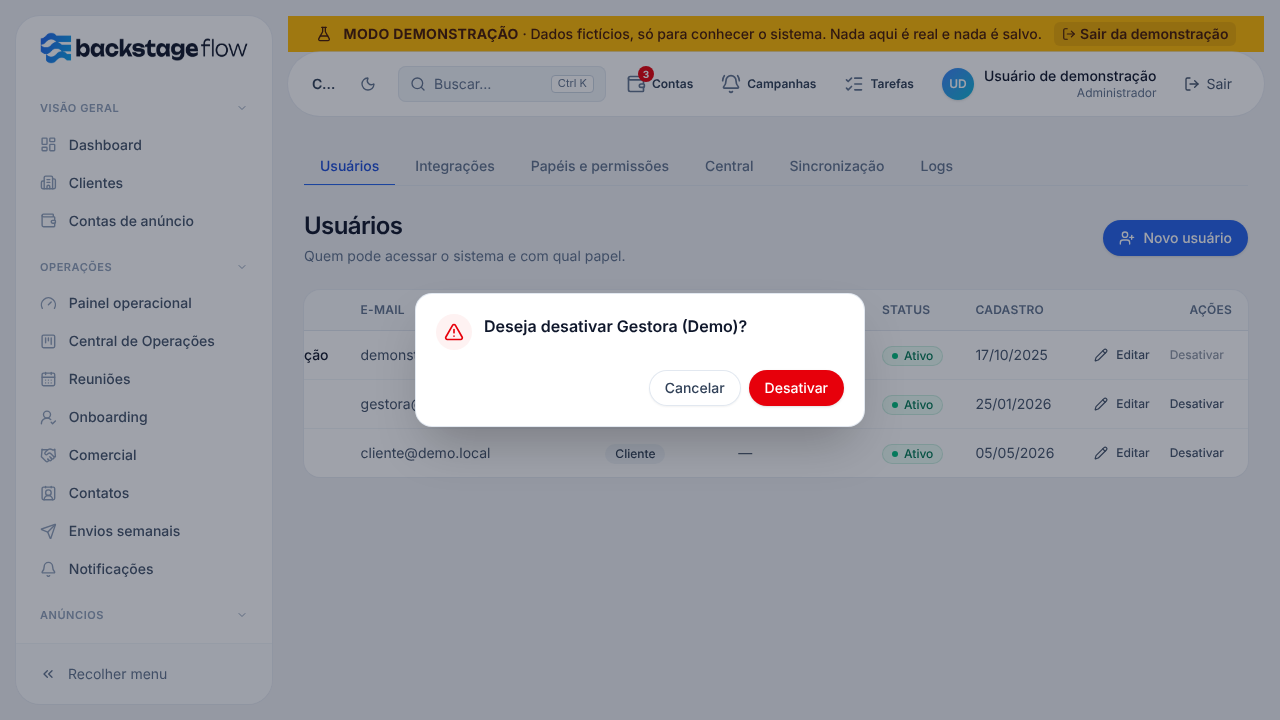 backstageflow
MODO DEMONSTRAÇÃO · Dados fictícios, só para conhecer o sistema. Nada aqui é real e nada é salvo.
Sair da demonstração
C...
Buscar...
Ctrl K
3
Contas
Campanhas
Tarefas
UD
Usuário de demonstração
Administrador
Sair
VISÃO GERAL
Dashboard
Clientes
Contas de anúncio
OPERAÇÕES
Painel operacional
Central de Operações
Reuniões
Onboarding
Comercial
Contatos
Envios semanais
Notificações
ANÚNCIOS
Recolher menu
Usuários Integrações Papéis e permissões Central Sincronização Logs
Usuários
Quem pode acessar o sistema e com qual papel.
Novo usuário
E-MAIL STATUS CADASTRO AÇÕES
ção demonst Ativo 17/10/2025 Editar Desativar
gestora@ Ativo 25/01/2026 Editar Desativar
cliente@demo.local Cliente — Ativo 05/05/2026 Editar Desativar
Deseja desativar Gestora (Demo)?
Cancelar Desativar